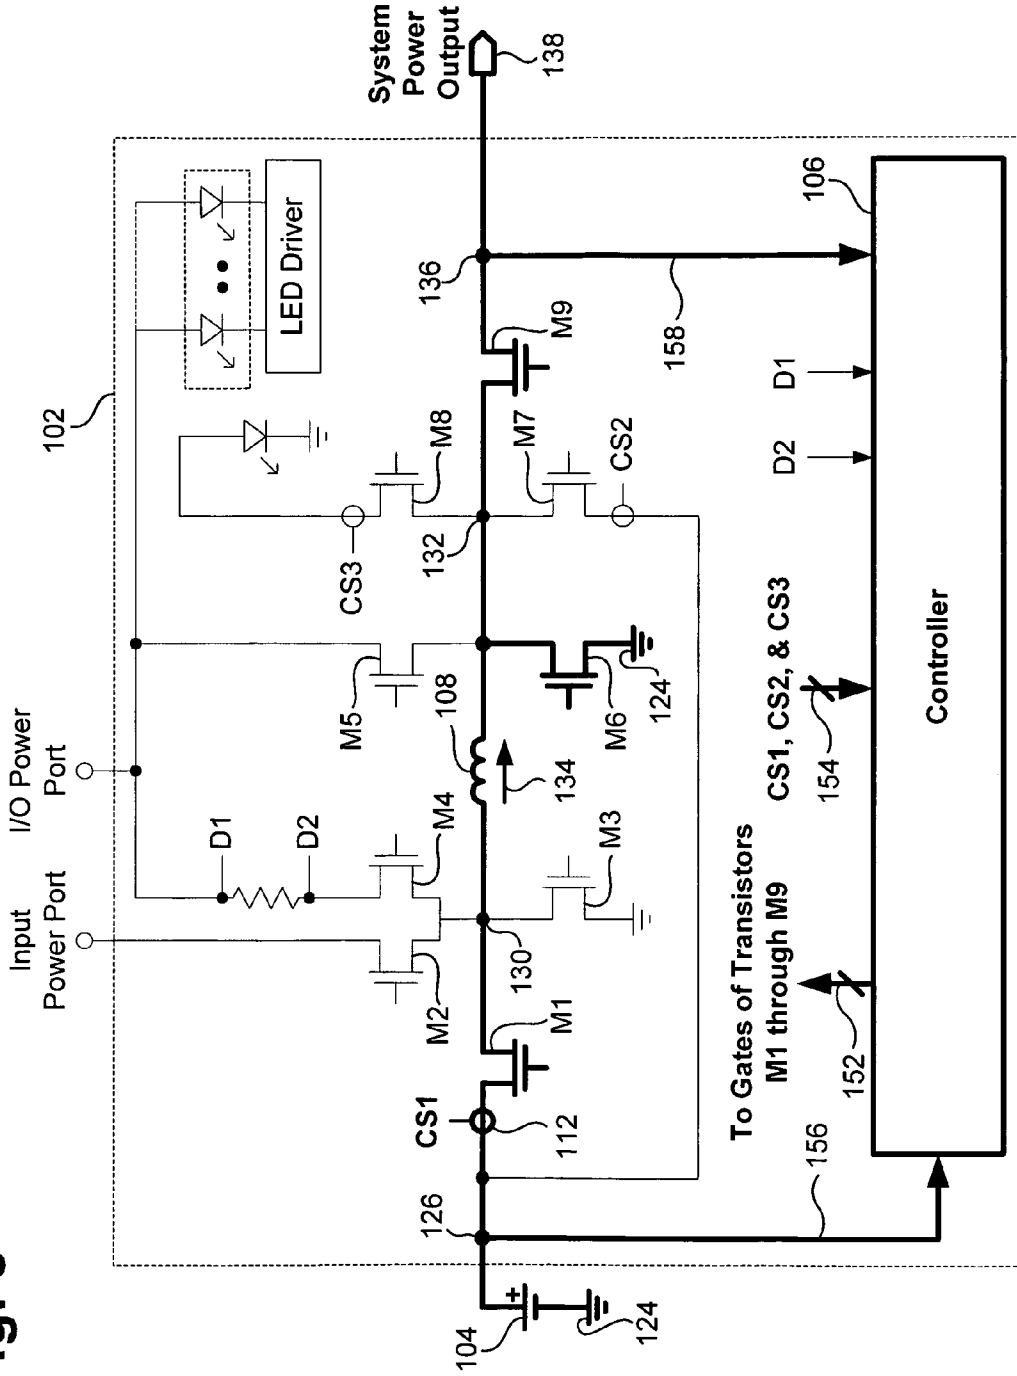 System
Power
Output
138
102
LED Driver
106
136
M9
158
D1
D2
M8
M7
CS2
CS3
132
I/O Power
Port
M5
108
134
M6
124
CS1, CS2, & CS3
154
Controller
D1
D2
M4
M3
Input
Power Port
M2
130
M1
To Gates of Transistors
M1 through M9
152
CS1
112
126
156
+
104
124